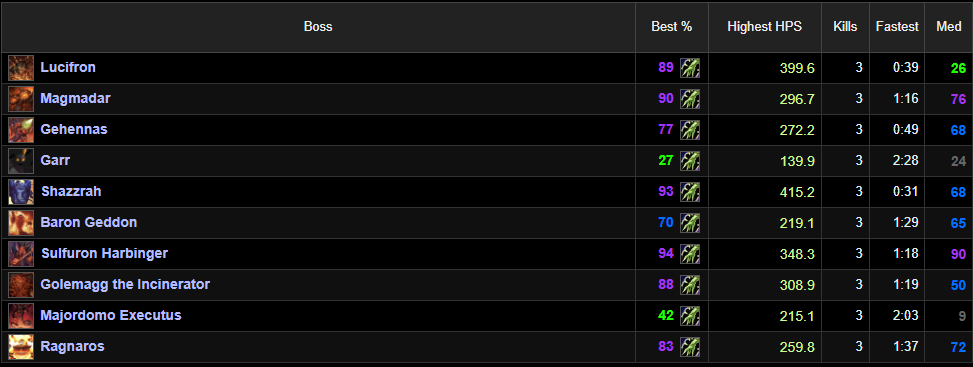 Boss Best % Highest HPS Kills Fastest Med
Lucifron 89 399.6 3 0:39 26
Magmadar 90 296.7 3 1:16 76
Gehennas 77 272.2 3 0:49 68
Garr 27 139.9 3 2:28 24
Shazzrah 93 415.2 3 0:31 68
Baron Geddon 70 219.1 3 1:29 65
Sulfuron Harbinger 94 348.3 3 1:18 90
Golemagg the Incinerator 88 308.9 3 1:19 50
Majordomo Executus 42 215.1 3 2:03 9
Ragnaros 83 259.8 3 1:37 72